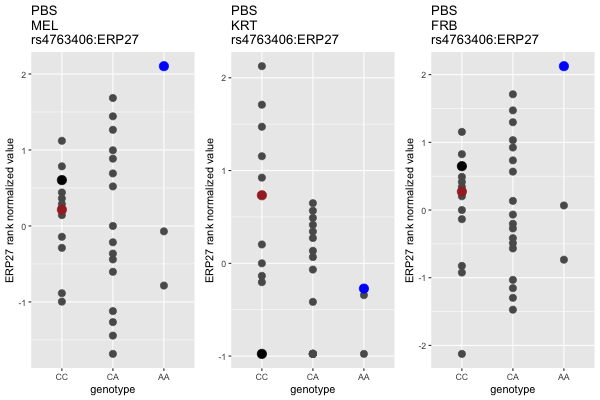 PBS
MEL
rs4763406:ERP27
ERP27 rank normalized value
2
1
0
-1
CC
CA
AA
genotype
PBS
KRT
rs4763406:ERP27
ERP27 rank normalized value
2
1
0
-1
CC
CA
AA
genotype
PBS
FRB
rs4763406:ERP27
ERP27 rank normalized value
2
1
0
-1
-2
CC
CA
AA
genotype